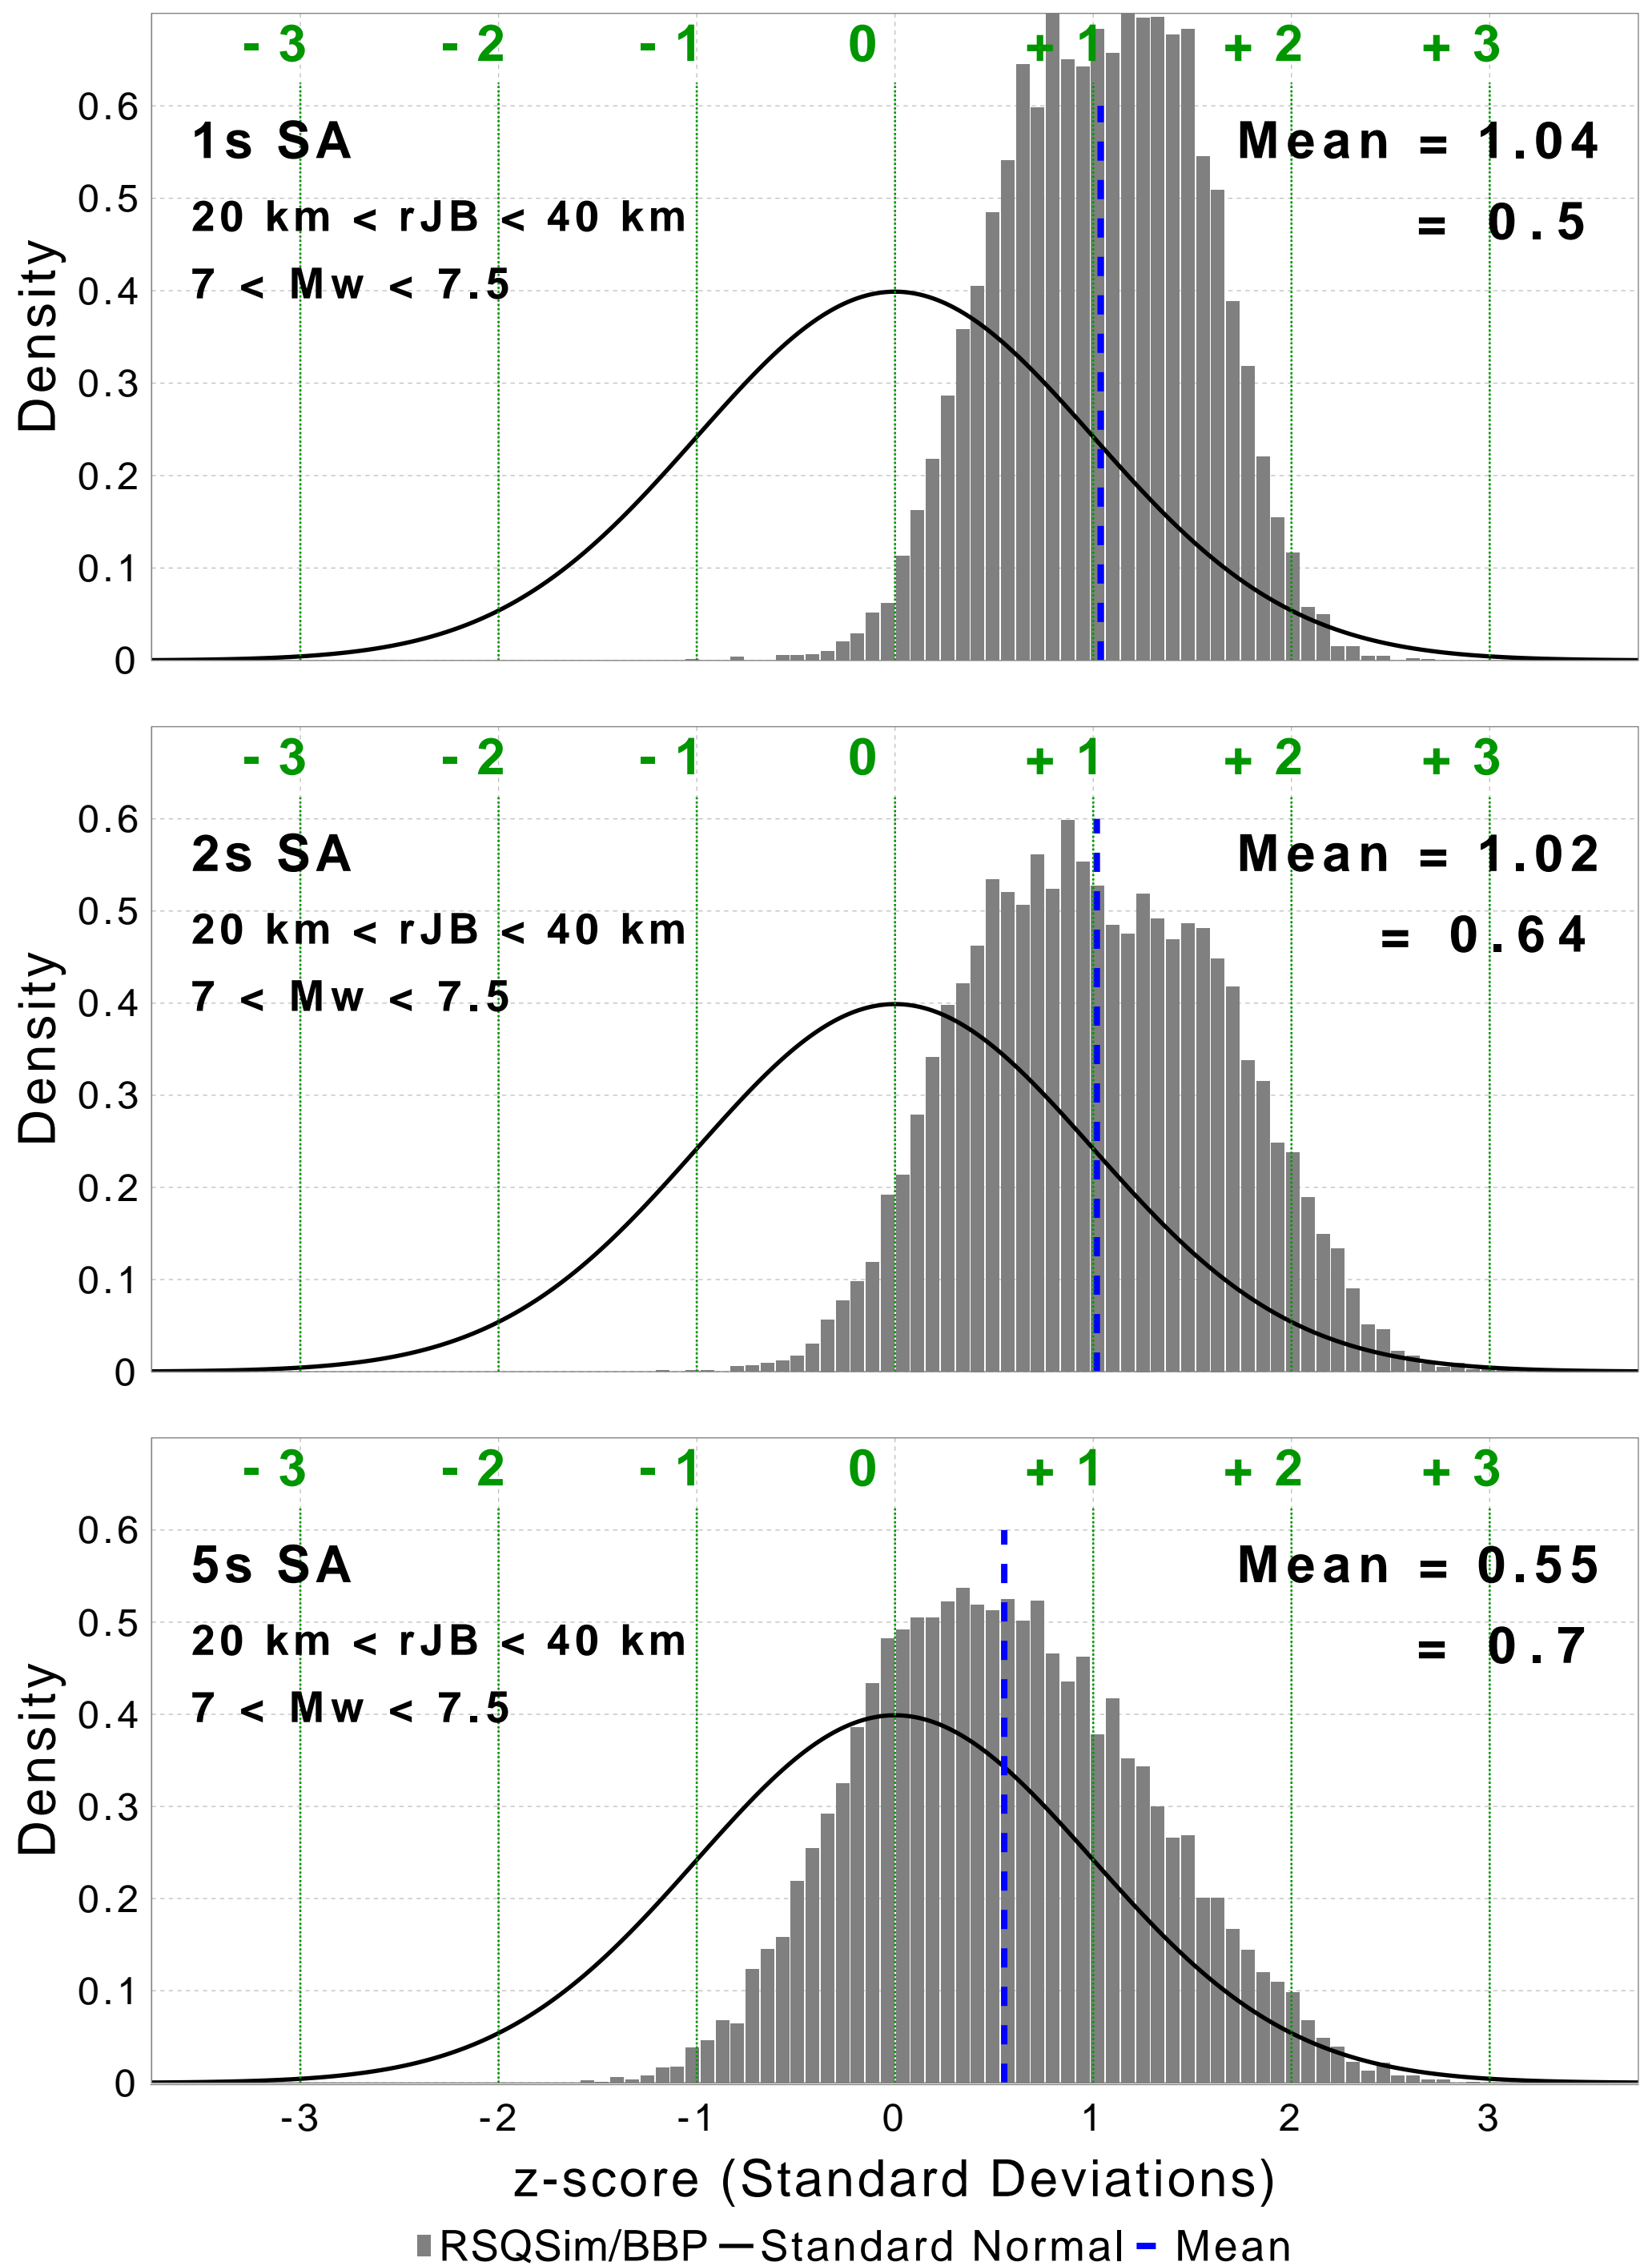 - 3 - 2 - 1 0 + 1 + 2 + 3
0.6
1s SA
Mean = 1.04
0.5
20 km < rJB < 40 km
= 0.5
0.4
7 < Mw < 7.5
0.3
0.2
0.1
0
Density
- 3 - 2 - 1 0 + 1 + 2 + 3
0.6
2s SA
Mean = 1.02
0.5
20 km < rJB < 40 km
= 0.64
0.4
7 < Mw < 7.5
0.3
0.2
0.1
0
Density
- 3 - 2 - 1 0 + 1 + 2 + 3
0.6
5s SA
Mean = 0.55
0.5
20 km < rJB < 40 km
= 0.7
0.4
7 < Mw < 7.5
0.3
0.2
0.1
0
Density
-3 -2 -1 0 1 2 3
z-score (Standard Deviations)
RSQSim/BBP Standard Normal Mean